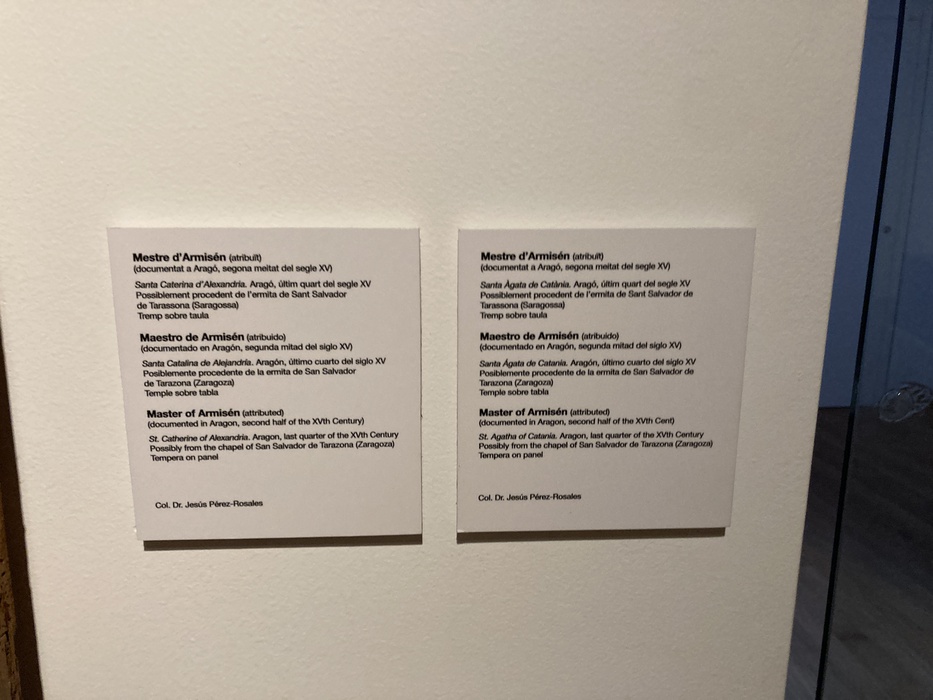 Mestre d'Armisén (atribuït)
(documentat a Aragó, segona meitat del segle XV)
Santa Caterina d'Alexandria. Aragó, últim quart del segle XV
Possiblement procedent de l'ermita de Sant Salvador
de Tarassona (Saragossa)
Tremp sobre taula
Maestro de Armisén (atribuido)
(documentado en Aragón, segunda mitad del siglo XV)
Santa Catalina de Alejandría. Aragón, último cuarto del siglo XV
Posiblemente procedente de la ermita de San Salvador
de Tarazona (Zaragoza)
Temple sobre tabla
Master of Armisén (attributed)
(documented in Aragon, second half of the XVth Century)
St. Catherine of Alexandria. Aragon, last quarter of the XVth Century
Possibly from the chapel of San Salvador de Tarazona (Zaragoza)
Tempera on panel
Col. Dr. Jesús Pérez-Rosales
Mestre d'Armisén (atribuït)
(documentat a Aragó, segona meitat del segle XV)
Santa Àgata de Catània. Aragó, últim quart del segle XV
Possiblement procedent de l'ermita de Sant Salvador de
Tarassona (Saragossa)
Tremp sobre taula
Maestro de Armisén (atribuido)
(documentado en Aragón, segunda mitad del siglo XV)
Santa Ágata de Catania. Aragón, último cuarto del siglo XV
Posiblemente procedente de la ermita de San Salvador de
Tarazona (Zaragoza)
Temple sobre tabla
Master of Armisén (attributed)
(documented in Aragon, second half of the XVth Cent)
St. Agatha of Catania. Aragon, last quarter of the XVth Century
Possibly from the chapel of San Salvador de Tarazona (Zaragoza)
Tempera on panel
Col. Dr. Jesús Pérez-Rosales